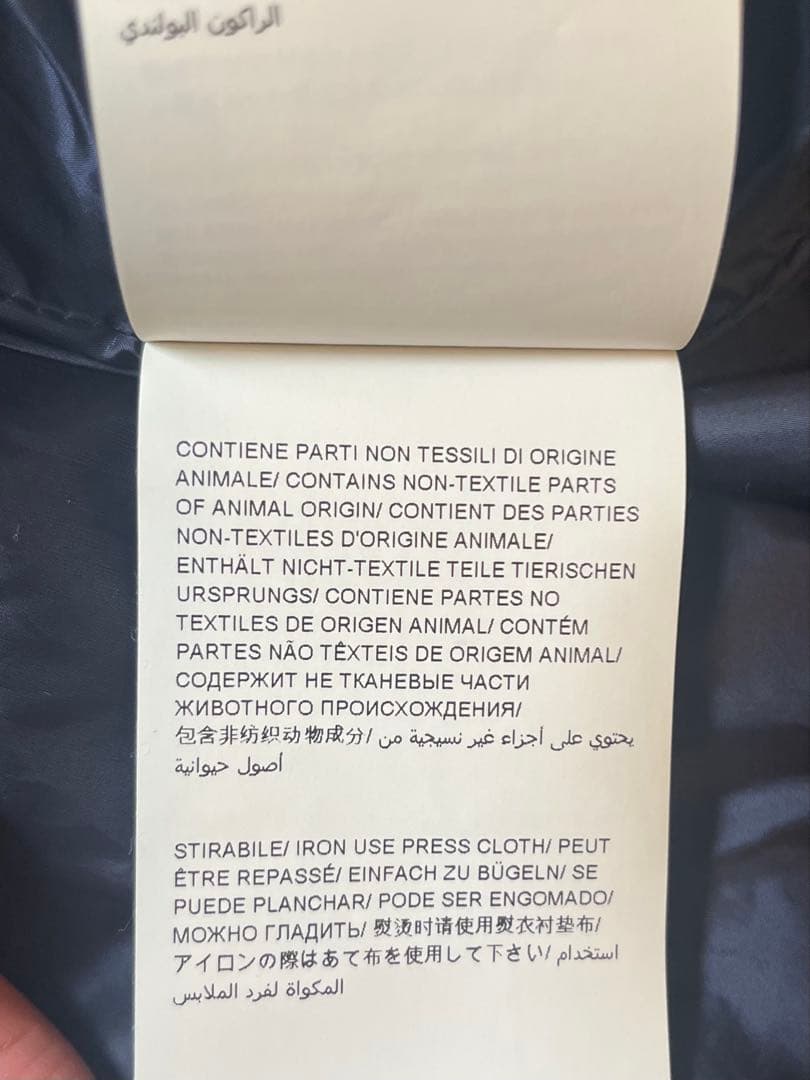 الراكون البولندي
CONTIENE PARTI NON TESSILI DI ORIGINE
ANIMALE/ CONTAINS NON-TEXTILE PARTS
OF ANIMAL ORIGIN/ CONTIENT DES PARTIES
NON-TEXTILES D'ORIGINE ANIMALE/
ENTHÄLT NICHT-TEXTILE TEILE TIERISCHEN
URSPRUNGS/ CONTIENE PARTES NO
TEXTILES DE ORIGEN ANIMAL/ CONTÉM
PARTES NÃO TÊXTEIS DE ORIGEM ANIMAL/
СОДЕРЖИТ НЕ ТКАНЕВЫЕ ЧАСТИ
ЖИВОТНОГО ПРОИСХОЖДЕНИЯ/
包含非纺织动物成分/ يحتوي على أجزاء غير نسيجية من
أصول حيوانية
STIRABILE/ IRON USE PRESS CLOTH/ PEUT
ÊTRE REPASSÉ/ EINFACH ZU BÜGELN/ SE
PUEDE PLANCHAR/ PODE SER ENGOMADO/
МОЖНО ГЛАДИТЬ/ 熨烫时请使用熨衣衬垫布/
アイロンの際はあて布を使用して下さい/ استخدام
المكواة لفرد الملابس